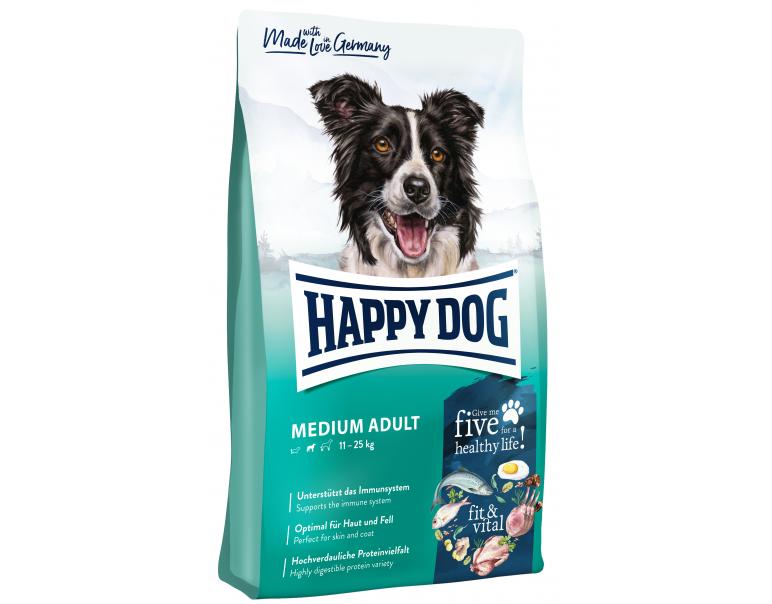 Made with Love in Germany
HAPPY DOG®
MEDIUM ADULT
11 – 25 kg
Give me
five for a
healthy life!
Unterstützt das Immunsystem
Supports the immune system
Optimal für Haut und Fell
Perfect for skin and coat
Hochverdauliche Proteinvielfalt
Highly digestible protein variety
fit &
vital